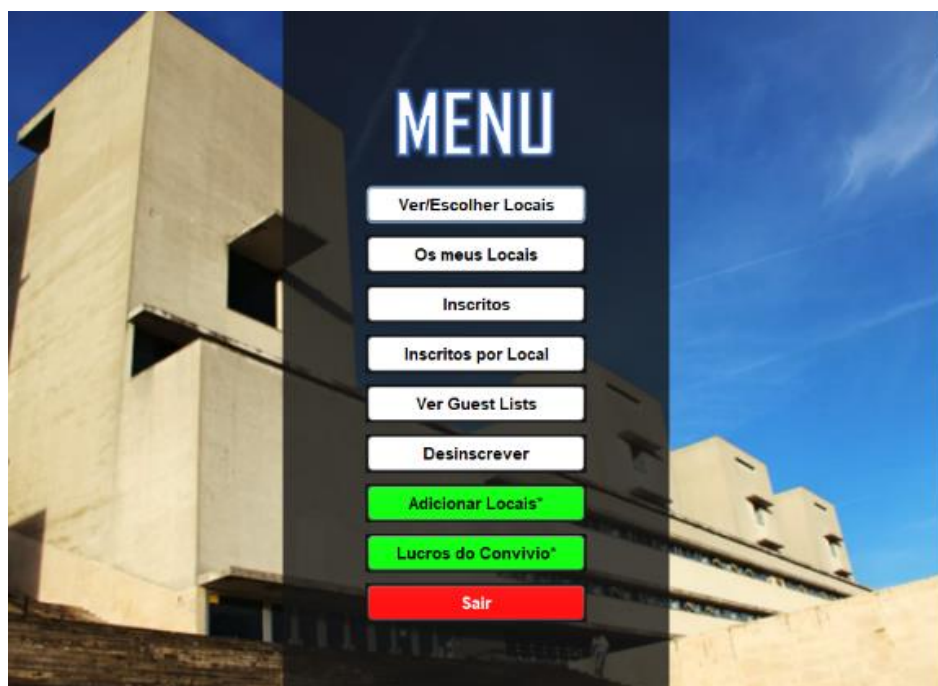 MENU
Ver/Escolher Locais
Os meus Locais
Inscritos
Inscritos por Local
Ver Guest Lists
Desinscrever
Adicionar Locais*
Lucros do Convivio*
Sair